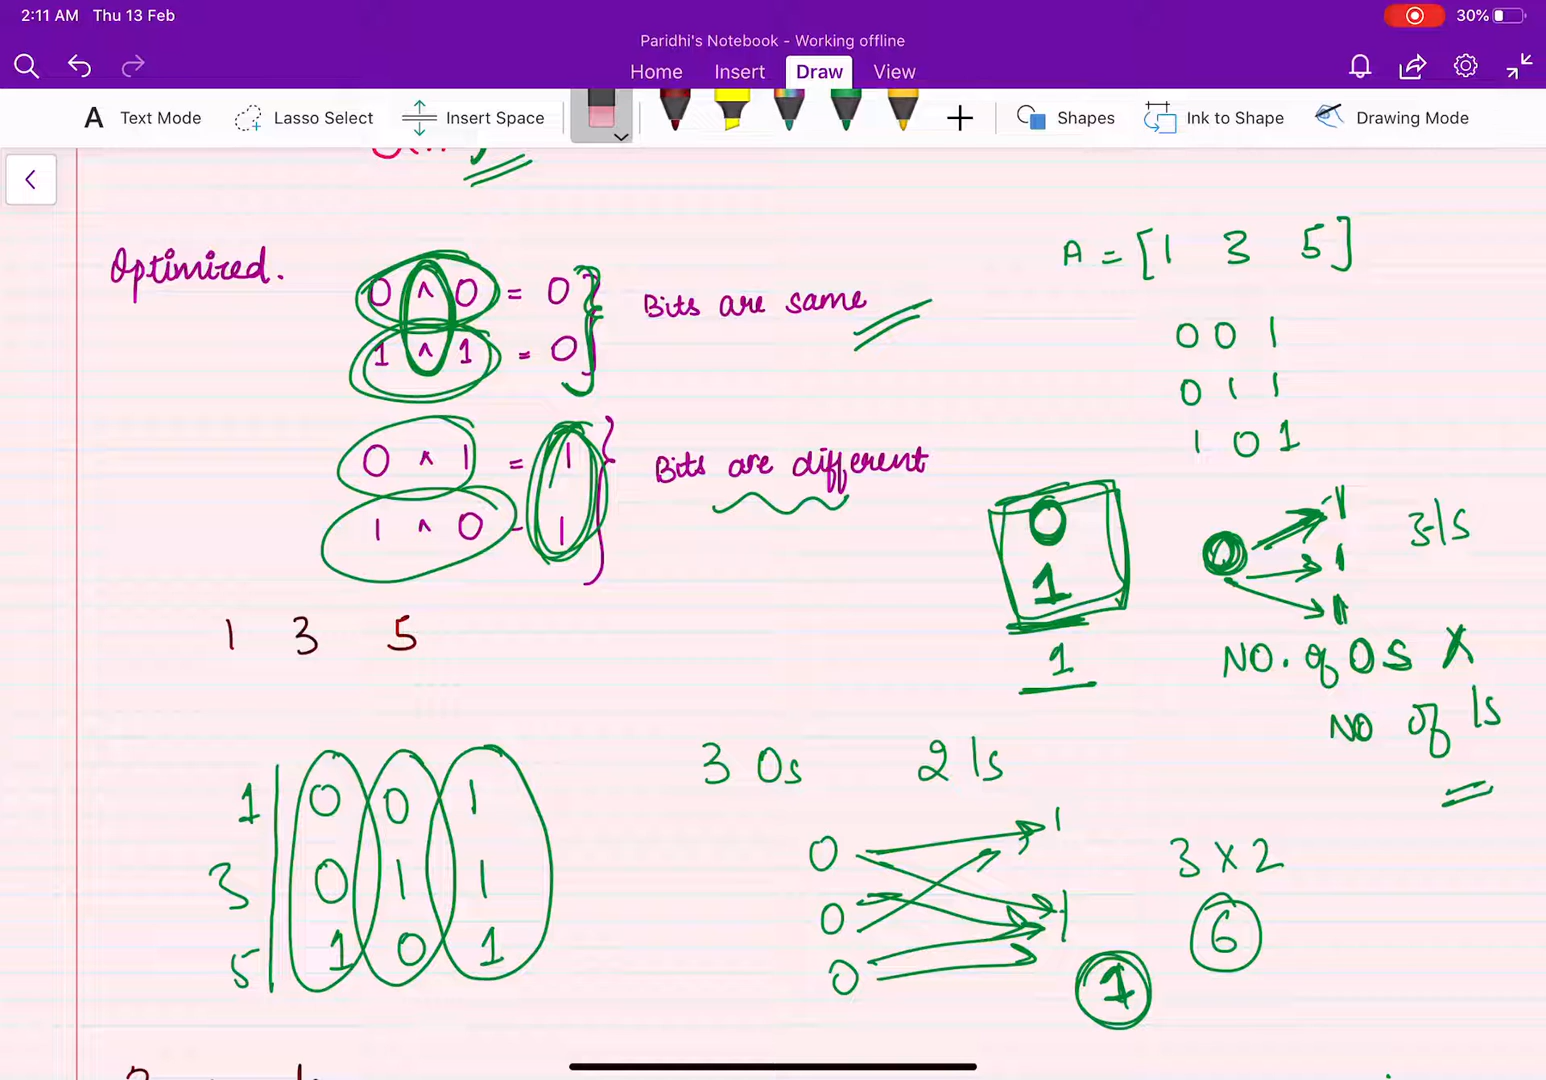 2:11 AM Thu 13 Feb
30%
Paridhi's Notebook - Working offline
Home Insert Draw View
A Text Mode Lasso Select Insert Space Shapes Ink to Shape Drawing Mode
Optimized.
0 ^ 0 = 0
1 ^ 1 = 0
Bits are same
0 ^ 1 = 1
1 ^ 0 - 1
Bits are different
1 3 5
A = [1 3 5]
0 0 1
0 1 1
1 0 1
0
1
1
0 1
1
1
3-1s
NO. of 0s X
NO of 1s
1 0 0 1
3 0 1 1
5 1 0 1
3 0s 2 1s
0 1
0 1
0
1
3 x 2
6